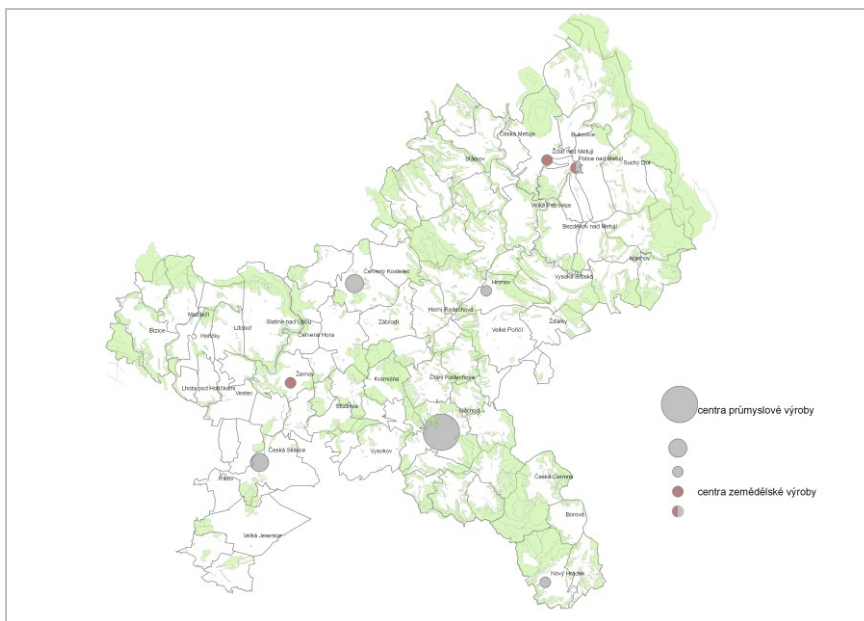 Česká Metuje
Bukovice
Žďár nad Metují
Police nad Metují
Suchý Důl
Stárkov
Velké Petrovice
Bezděkov nad Metují
Machov
Vysoká Srbská
Červený Kostelec
Hronov
Žďárky
Mezilečí
Brzice
Hořičky
Litoboř
Slatina nad Úpou
Červená Hora
Zábrodí
Horní Radechová
Velké Poříčí
Lhota pod Hořičkami
Vestec
Žernov
Kramolna
Dolní Radechová
Studnice
Náchod
centra průmyslové výroby
Česká Skalice
Vysokov
Česká Čermná
centra zemědělské výroby
Borová
Velká Jesenice
Nový Hrádek